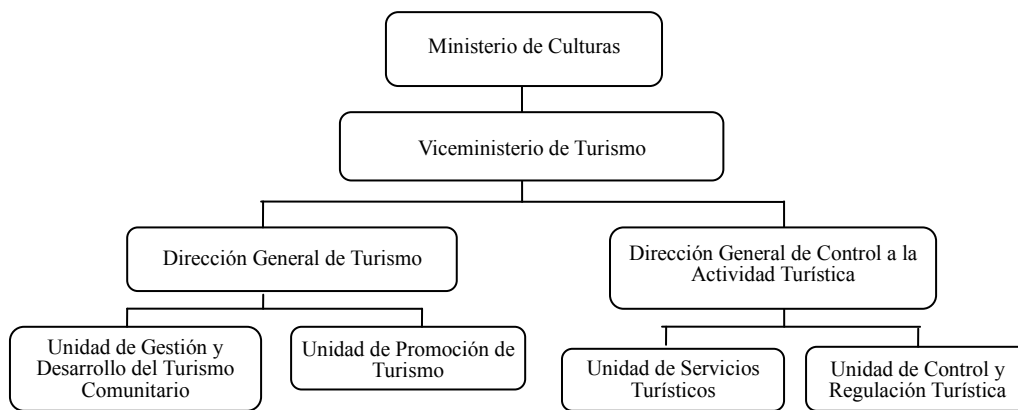 Ministerio de Culturas
Viceministerio de Turismo
Dirección General de Turismo
Dirección General de Control a la
Actividad Turística
Unidad de Gestión y
Desarrollo del Turismo
Comunitario
Unidad de Promoción de
Turismo
Unidad de Servicios
Turísticos
Unidad de Control y
Regulación Turística